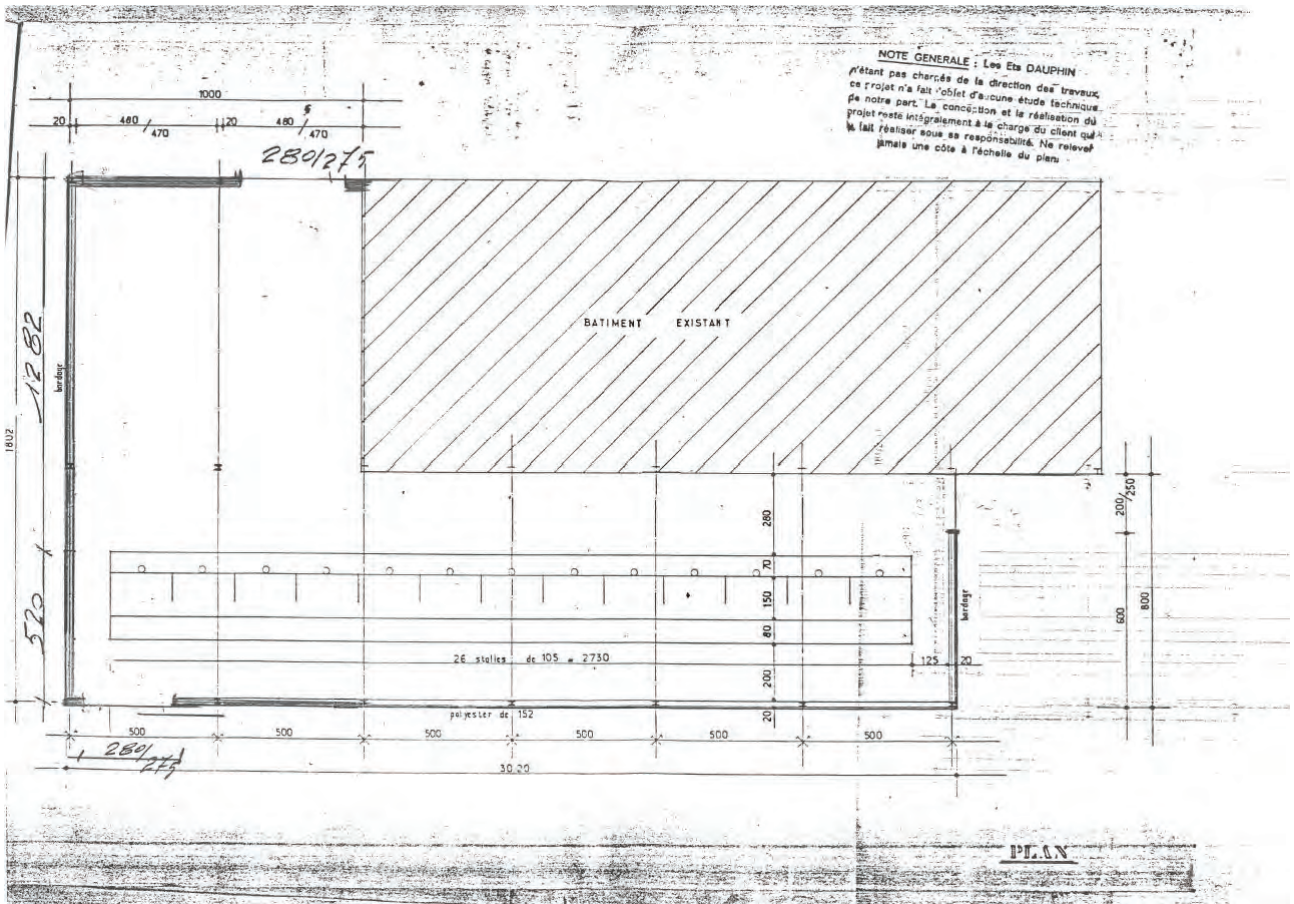 NOTE GENERALE : Les Ets DAUPHIN
n'étant pas chargés de la direction des travaux,
ce projet n'a fait l'objet d'aucune étude technique
de notre part. La conception et la réalisation du
projet reste intégralement à la charge du client qui
le fait réaliser sous sa responsabilité. Ne relever
jamais une côte à l'échelle du plan.
1000
20 480/470 20 480/470
280/275
1282
bardage
1802
BATIMENT EXISTANT
280
200/250
70
150
80
600
800
bardage
520
26 stalles de 105 = 2730
125 20
200
polyester de 152
20
500 500 500 500 500 500
280/275
30.20
PLAN